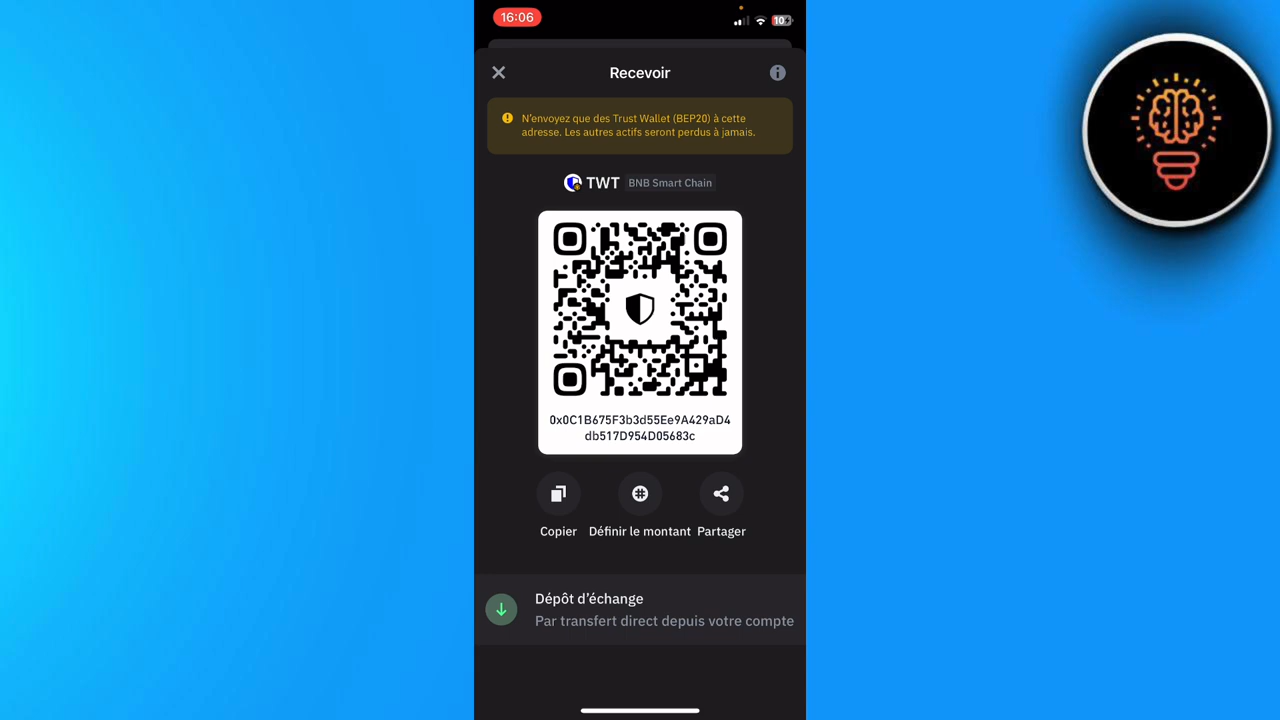 16:06
10
Recevoir
N'envoyez que des Trust Wallet (BEP20) à cette
adresse. Les autres actifs seront perdus à jamais.
TWT BNB Smart Chain
0x0C1B675F3b3d55Ee9A429aD4
db517D954D05683c
Copier Définir le montant Partager
Dépôt d'échange
Par transfert direct depuis votre compte